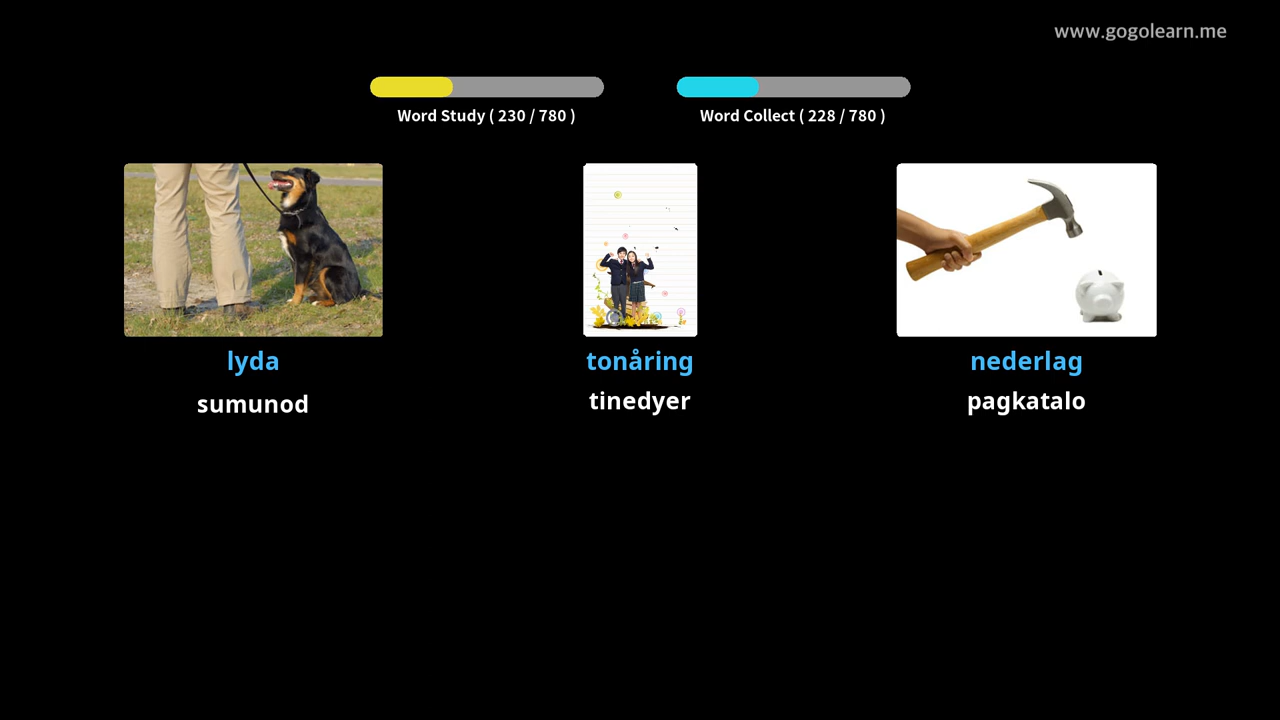 www.gogolearn.me
Word Study ( 230 / 780 )
Word Collect ( 228 / 780 )
lyda
sumunod
tonåring
tinedyer
nederlag
pagkatalo